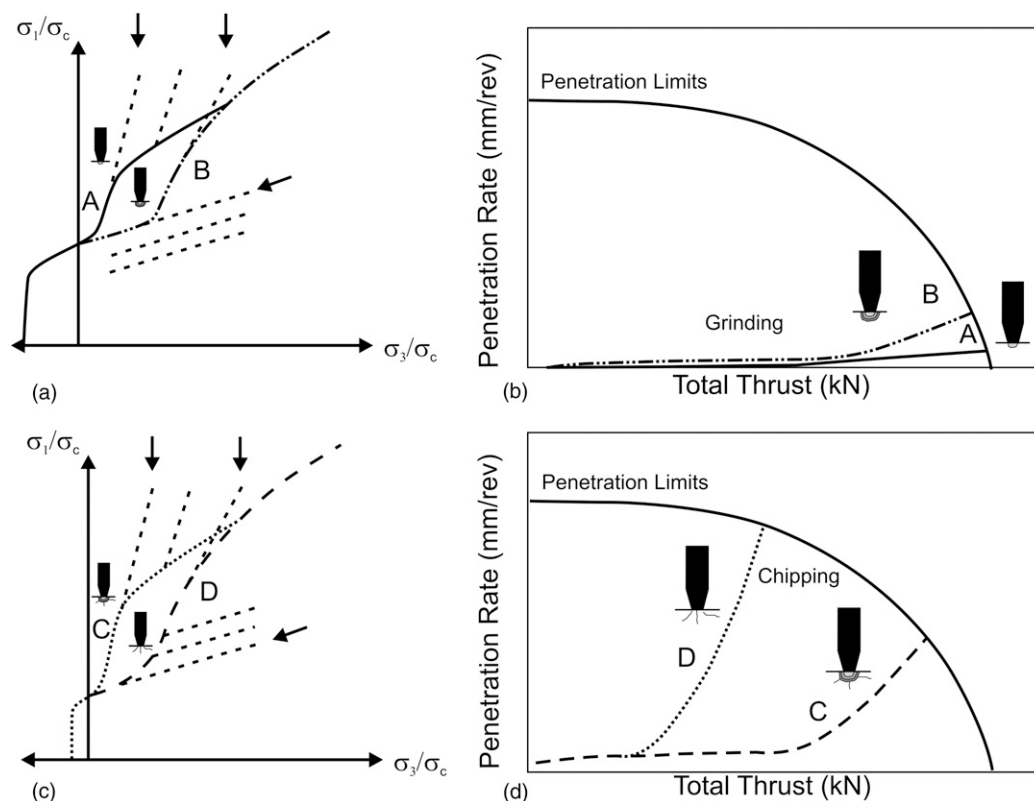 σ₁/σc
A
B
σ₃/σc
(a)
Penetration Rate (mm/rev)
Penetration Limits
Grinding
B
A
Total Thrust (kN)
(b)
σ₁/σc
C
D
σ₃/σc
(c)
Penetration Rate (mm/rev)
Penetration Limits
Chipping
D
C
Total Thrust (kN)
(d)